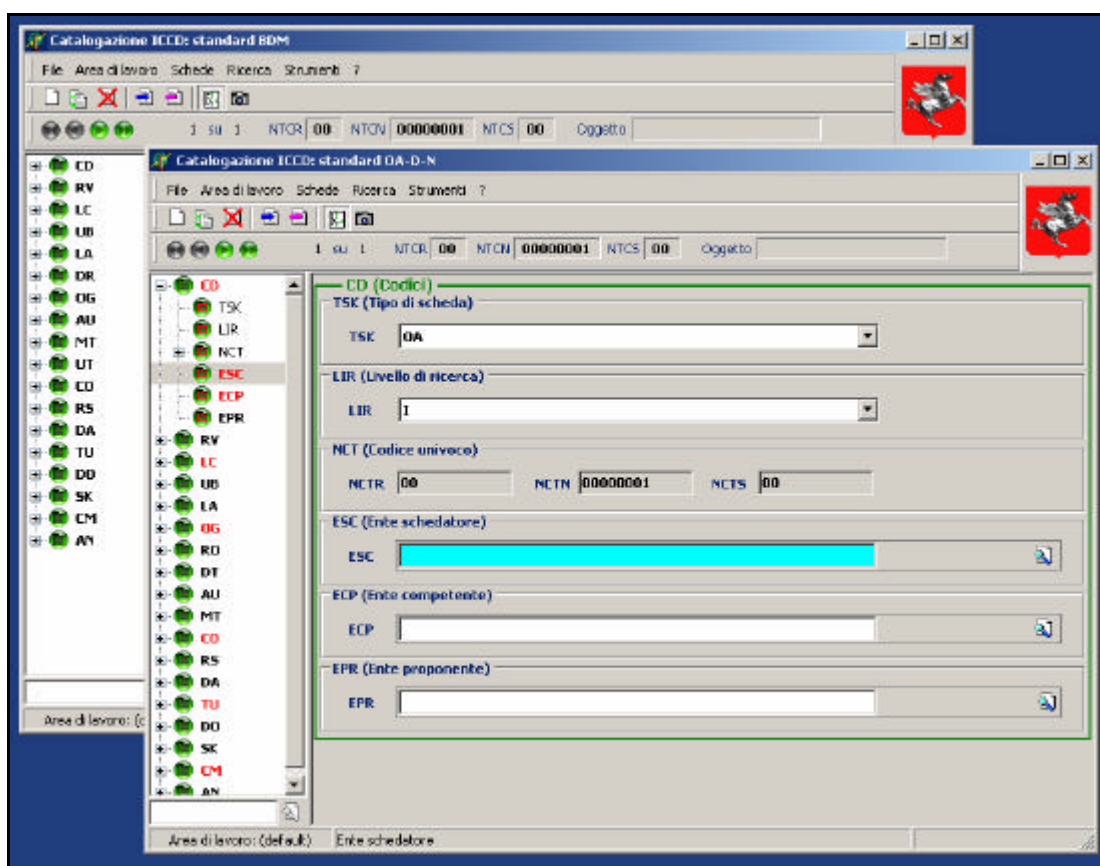 Catalogazione ICCD: standard BDM
File Area di lavoro Schede Ricerca Strumenti ?
1 su 1 NTCR 00 NTCN 00000001 NTCS 00 Oggetto
CD
RV
LC
UB
LA
DR
OG
AU
MT
UT
CO
RS
DA
TU
DO
SK
CM
AN
Area di lavoro: (
Catalogazione ICCD: standard OA-D-N
File Area di lavoro Schede Ricerca Strumenti ?
1 su 1 NTCR 00 NTCN 00000001 NTCS 00 Oggetto
CD
TSK
LIR
NCT
ESC
ECP
EPR
RV
LC
UB
LA
OG
RO
DT
AU
MT
CO
RS
DA
TU
DO
SK
CM
AN
CD (Codici)
TSK (Tipo di scheda)
TSK OA
LIR (Livello di ricerca)
LIR I
NCT (Codice univoco)
NCTR 00 NCTN 00000001 NCTS 00
ESC (Ente schedatore)
ESC
ECP (Ente competente)
ECP
EPR (Ente proponente)
EPR
Area di lavoro: (default) Ente schedatore